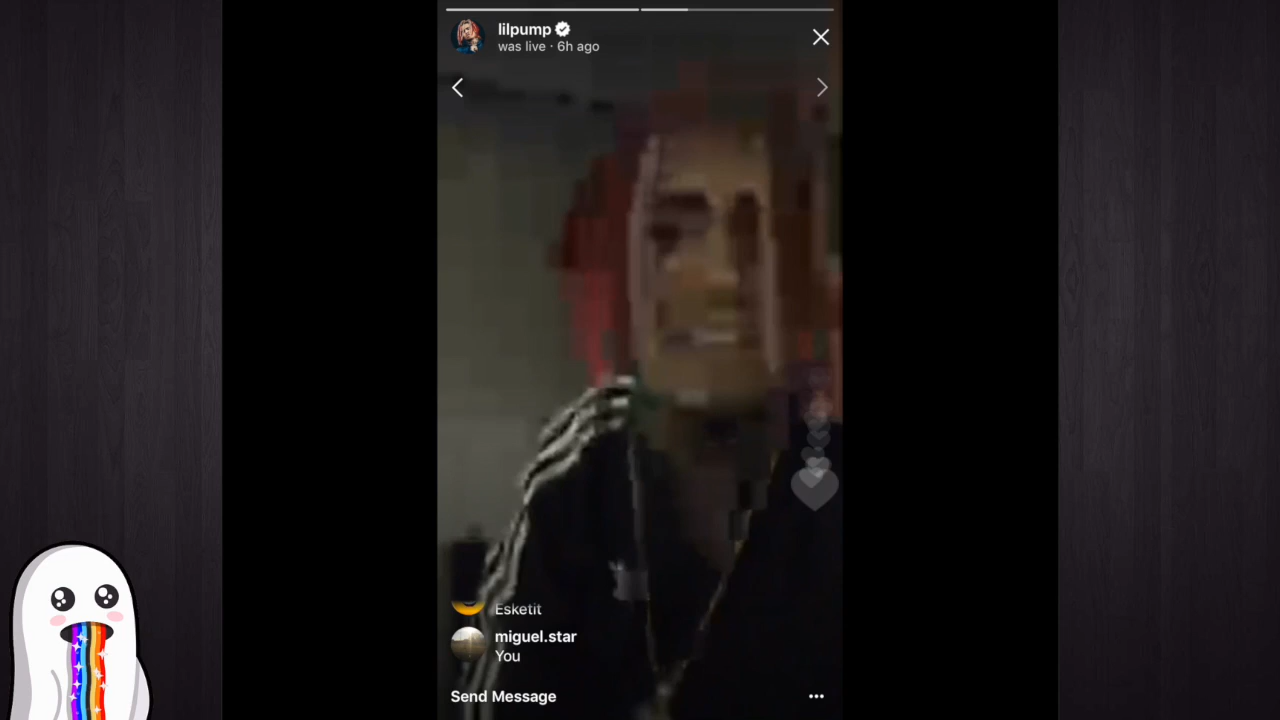 lilpump
was live · 6h ago
Esketit
miguel.star
You
Send Message